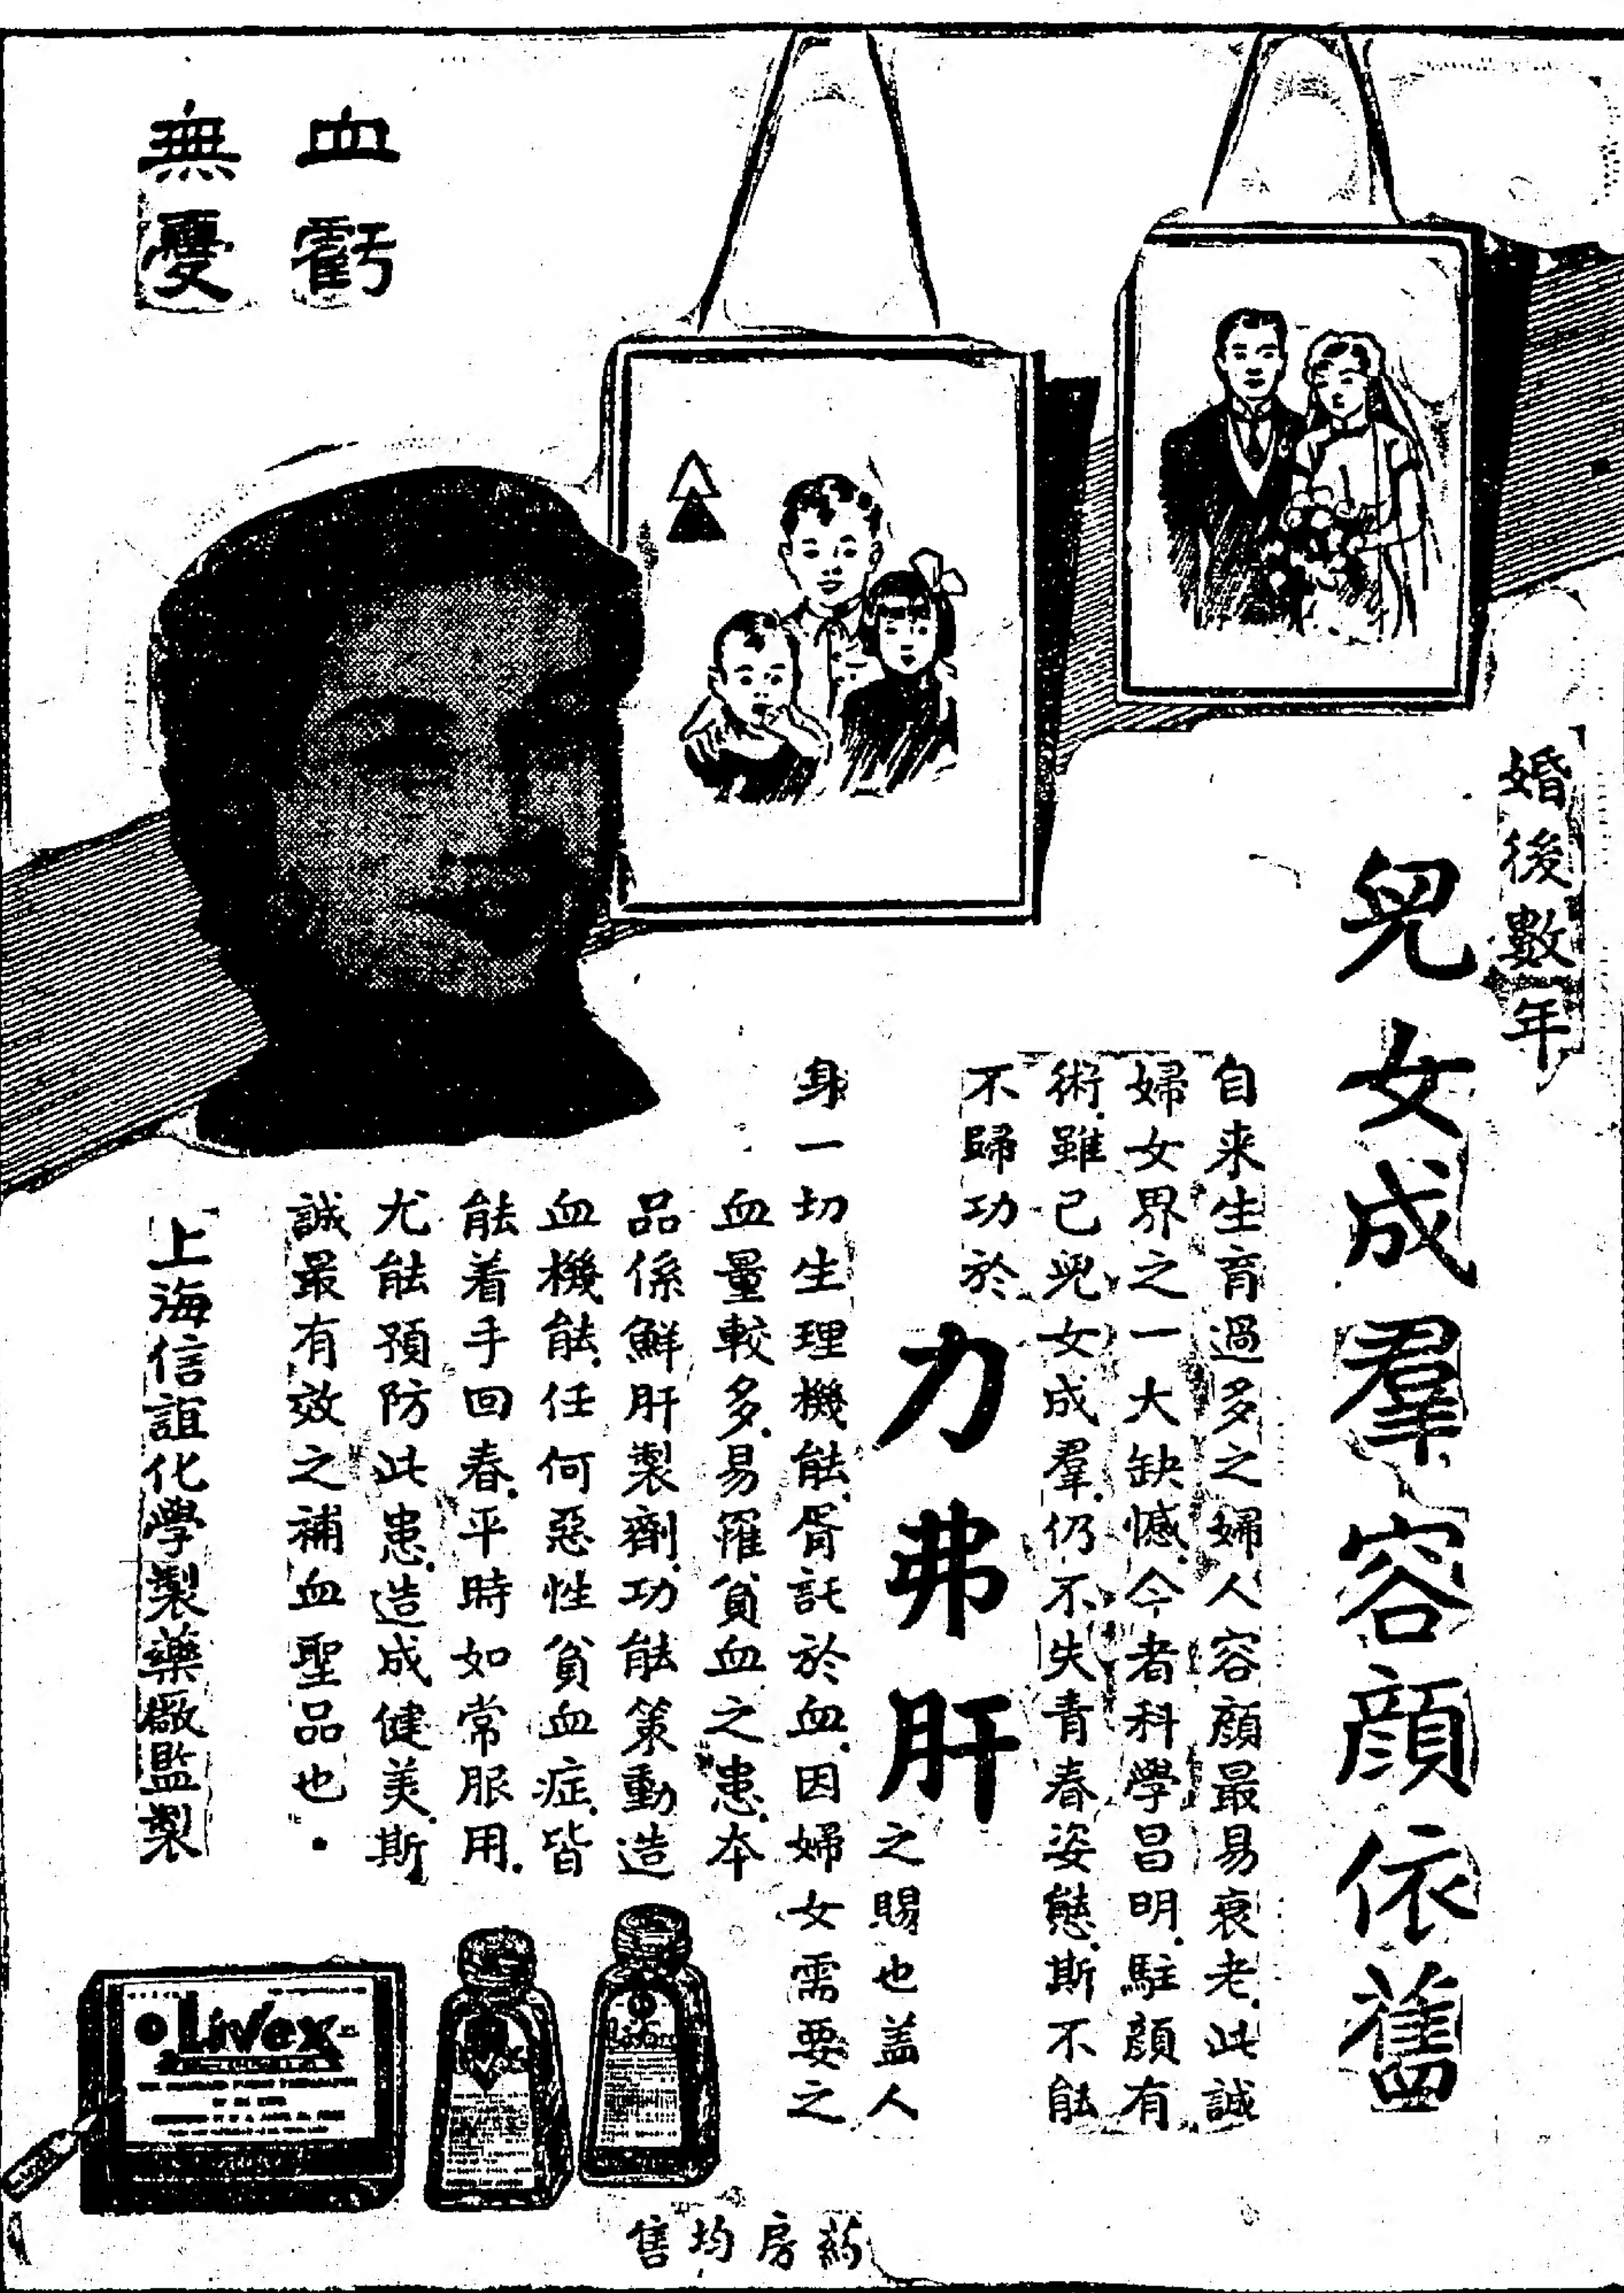 婚後數年
兒女成羣容顏依舊
自来生育過多之婦人容顏最易衰老.此誠
婦女界之一大缺憾.今者科學昌明.駐顏有
術.雖已兒女成羣.仍不失青春姿態.斯不能
不歸功於
力弗肝
之賜也盖人
身一切生理機能.胥託於血.因婦女需要之
血量較多.易罹貧血之患.本
品係鮮肝製劑.功能策動造
血機能.任何惡性貧血症.皆
能着手回春.平時如常服用.
尤能預防此患.造成健美.斯
誠最有效之補血聖品也.
血虧
無憂
上海信誼化學製藥廠監製
Livex
藥房均售